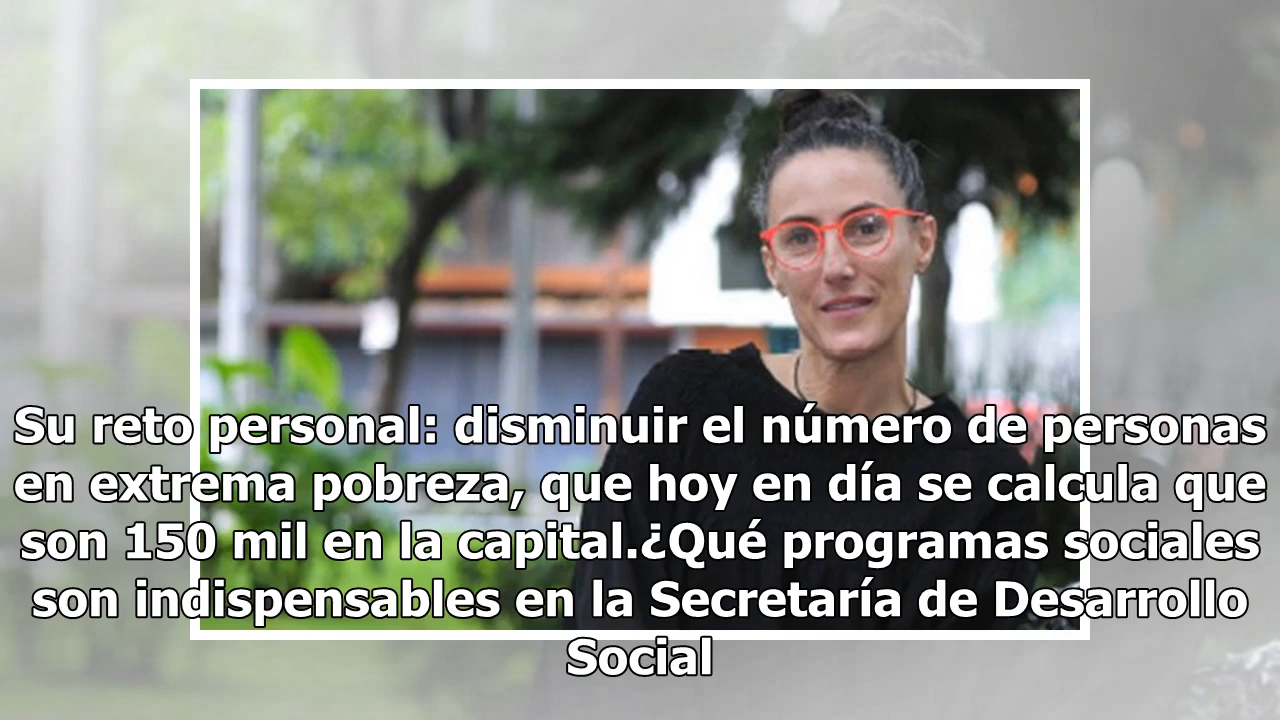 Su reto personal: disminuir el número de personas
en extrema pobreza, que hoy en día se calcula que
son 150 mil en la capital.¿Qué programas sociales
son indispensables en la Secretaría de Desarrollo
Social